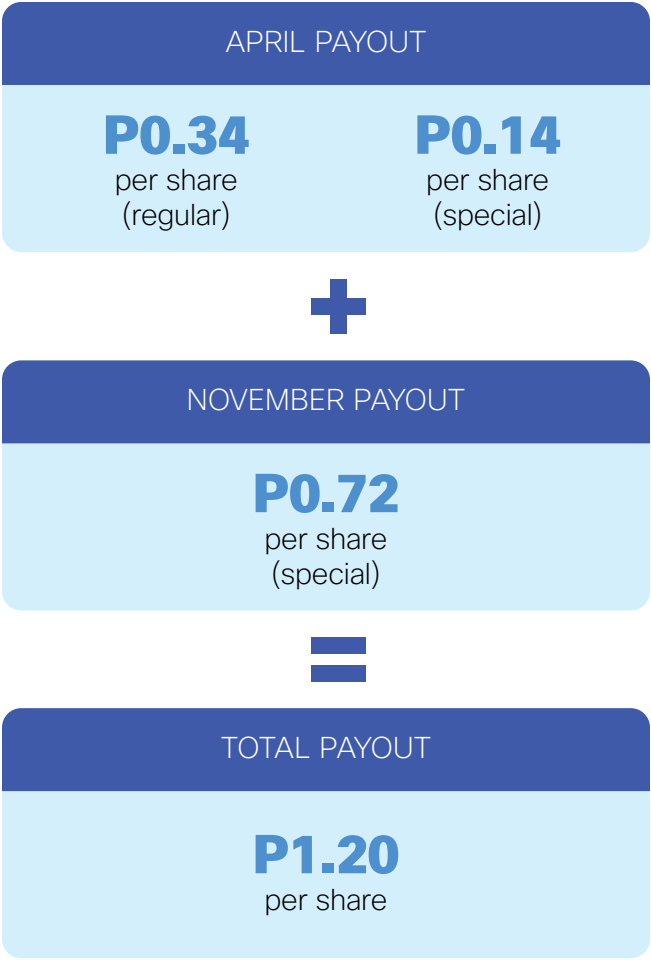 APRIL PAYOUT
P0.34 P0.14
per share per share
(regular) (special)
NOVEMBER PAYOUT
P0.72
per share
(special)
TOTAL PAYOUT
P1.20
per share